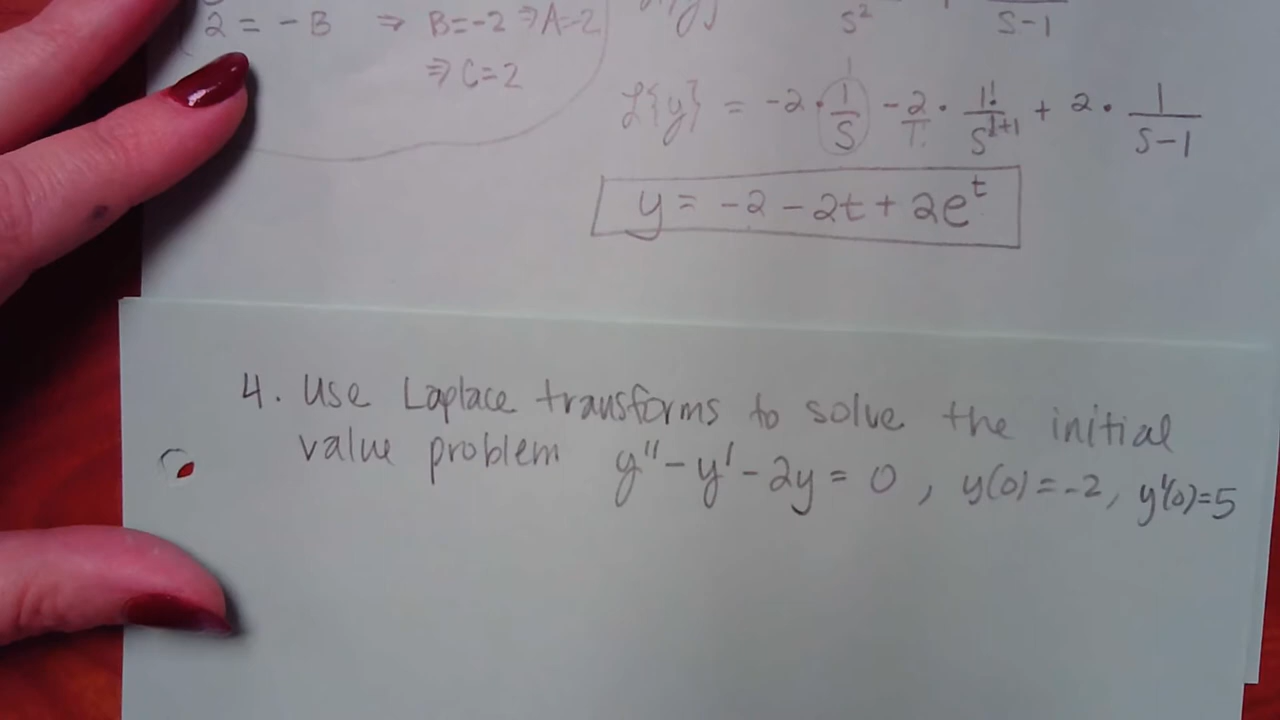 2 = -B ⇒ B=-2 ⇒A=2
⇒ C=2
S² S-1
ℒ{y} = -2 · 1/S - 2/1! · 1!/S^(1+1) + 2 · 1/(S-1)
y = -2 - 2t + 2e^t
4. Use Laplace transforms to solve the initial
value problem y'' - y' - 2y = 0 , y(0) = -2, y'(0)=5